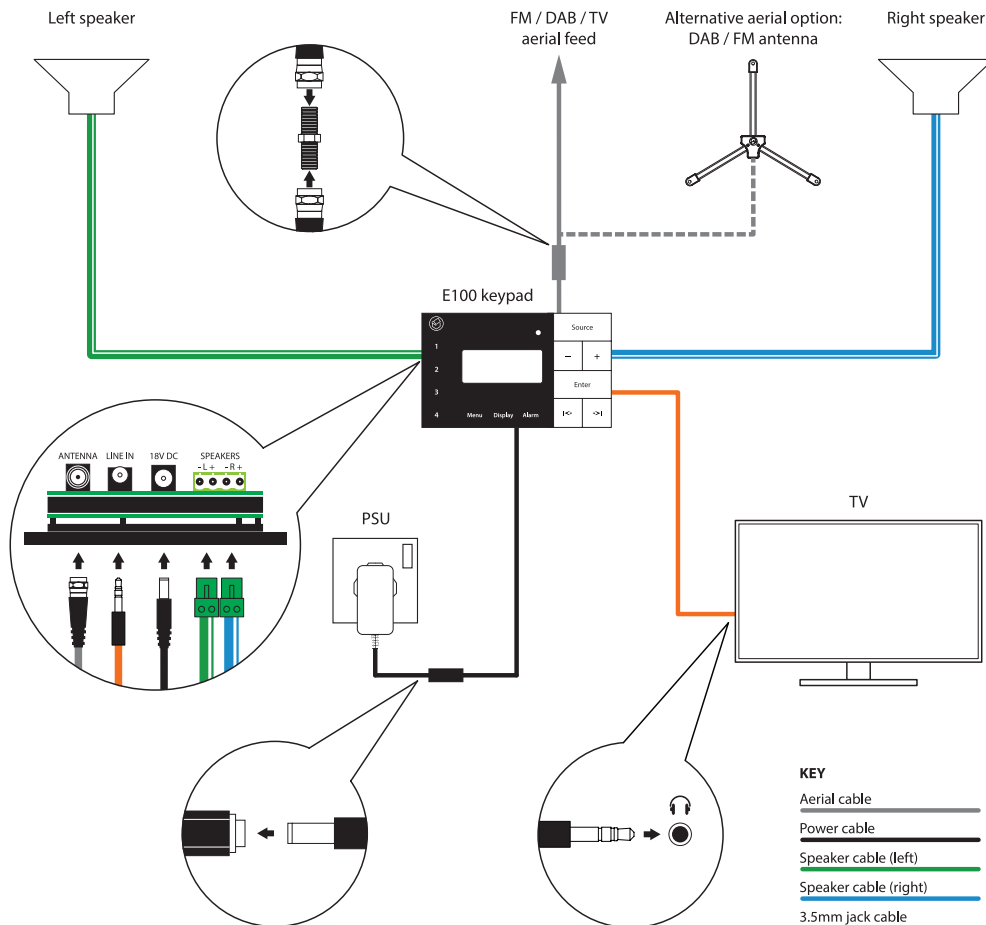 Left speaker
FM / DAB / TV
aerial feed
Alternative aerial option:
DAB / FM antenna
Right speaker
E100 keypad
1
2
3
4
Menu Display Alarm
Source
− +
Enter
I<- ->I
ANTENNA LINE IN 18V DC SPEAKERS
- L + - R +
PSU
TV
KEY
Aerial cable
Power cable
Speaker cable (left)
Speaker cable (right)
3.5mm jack cable